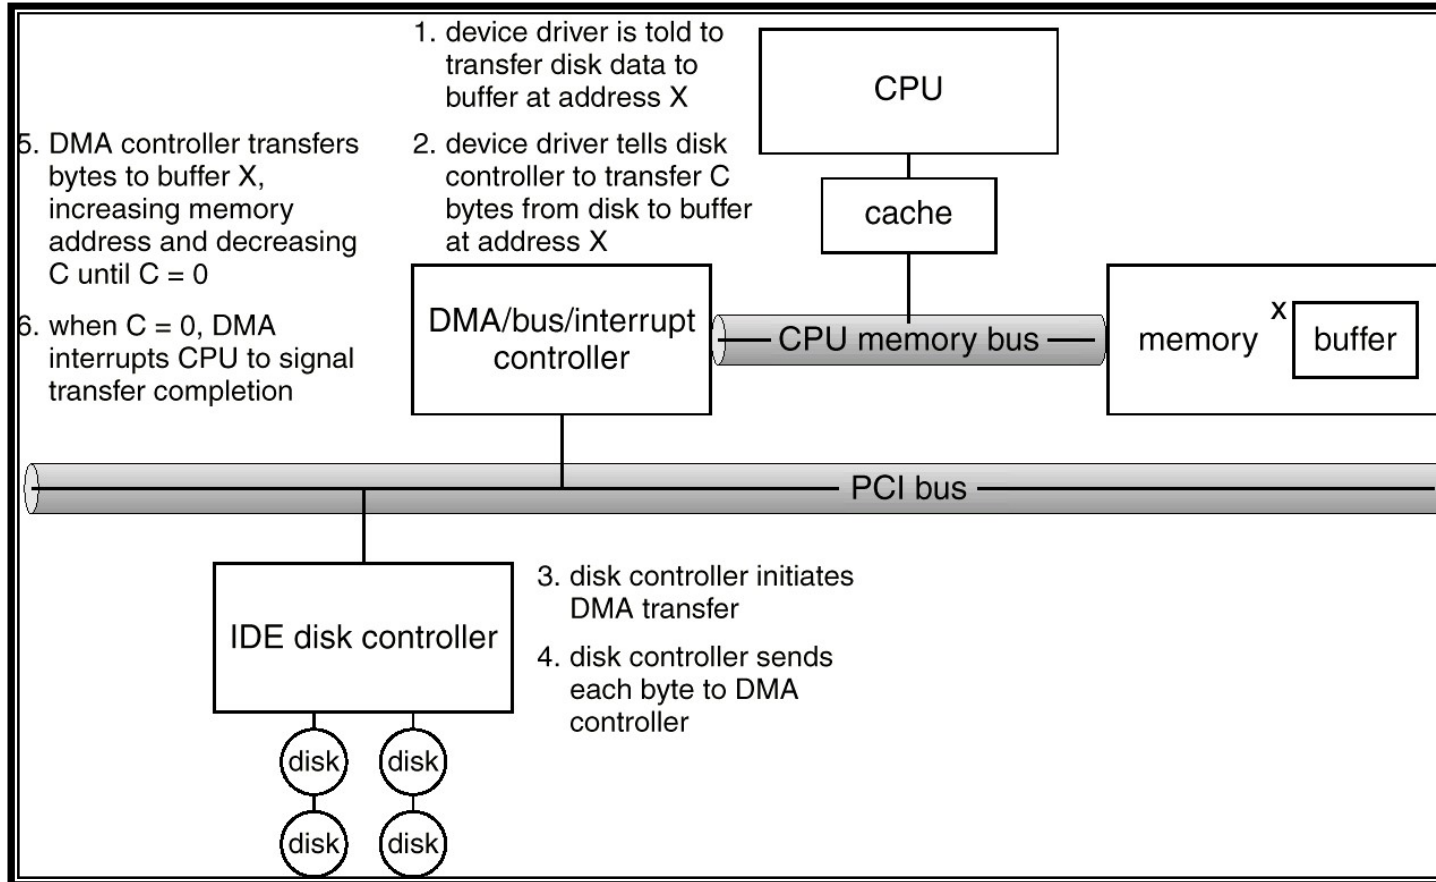 1. device driver is told to
transfer disk data to
buffer at address X
2. device driver tells disk
controller to transfer C
bytes from disk to buffer
at address X
5. DMA controller transfers
bytes to buffer X,
increasing memory
address and decreasing
C until C = 0
6. when C = 0, DMA
interrupts CPU to signal
transfer completion
CPU
cache
DMA/bus/interrupt
controller
CPU memory bus
memory
x
buffer
PCI bus
IDE disk controller
3. disk controller initiates
DMA transfer
4. disk controller sends
each byte to DMA
controller
disk
disk
disk
disk